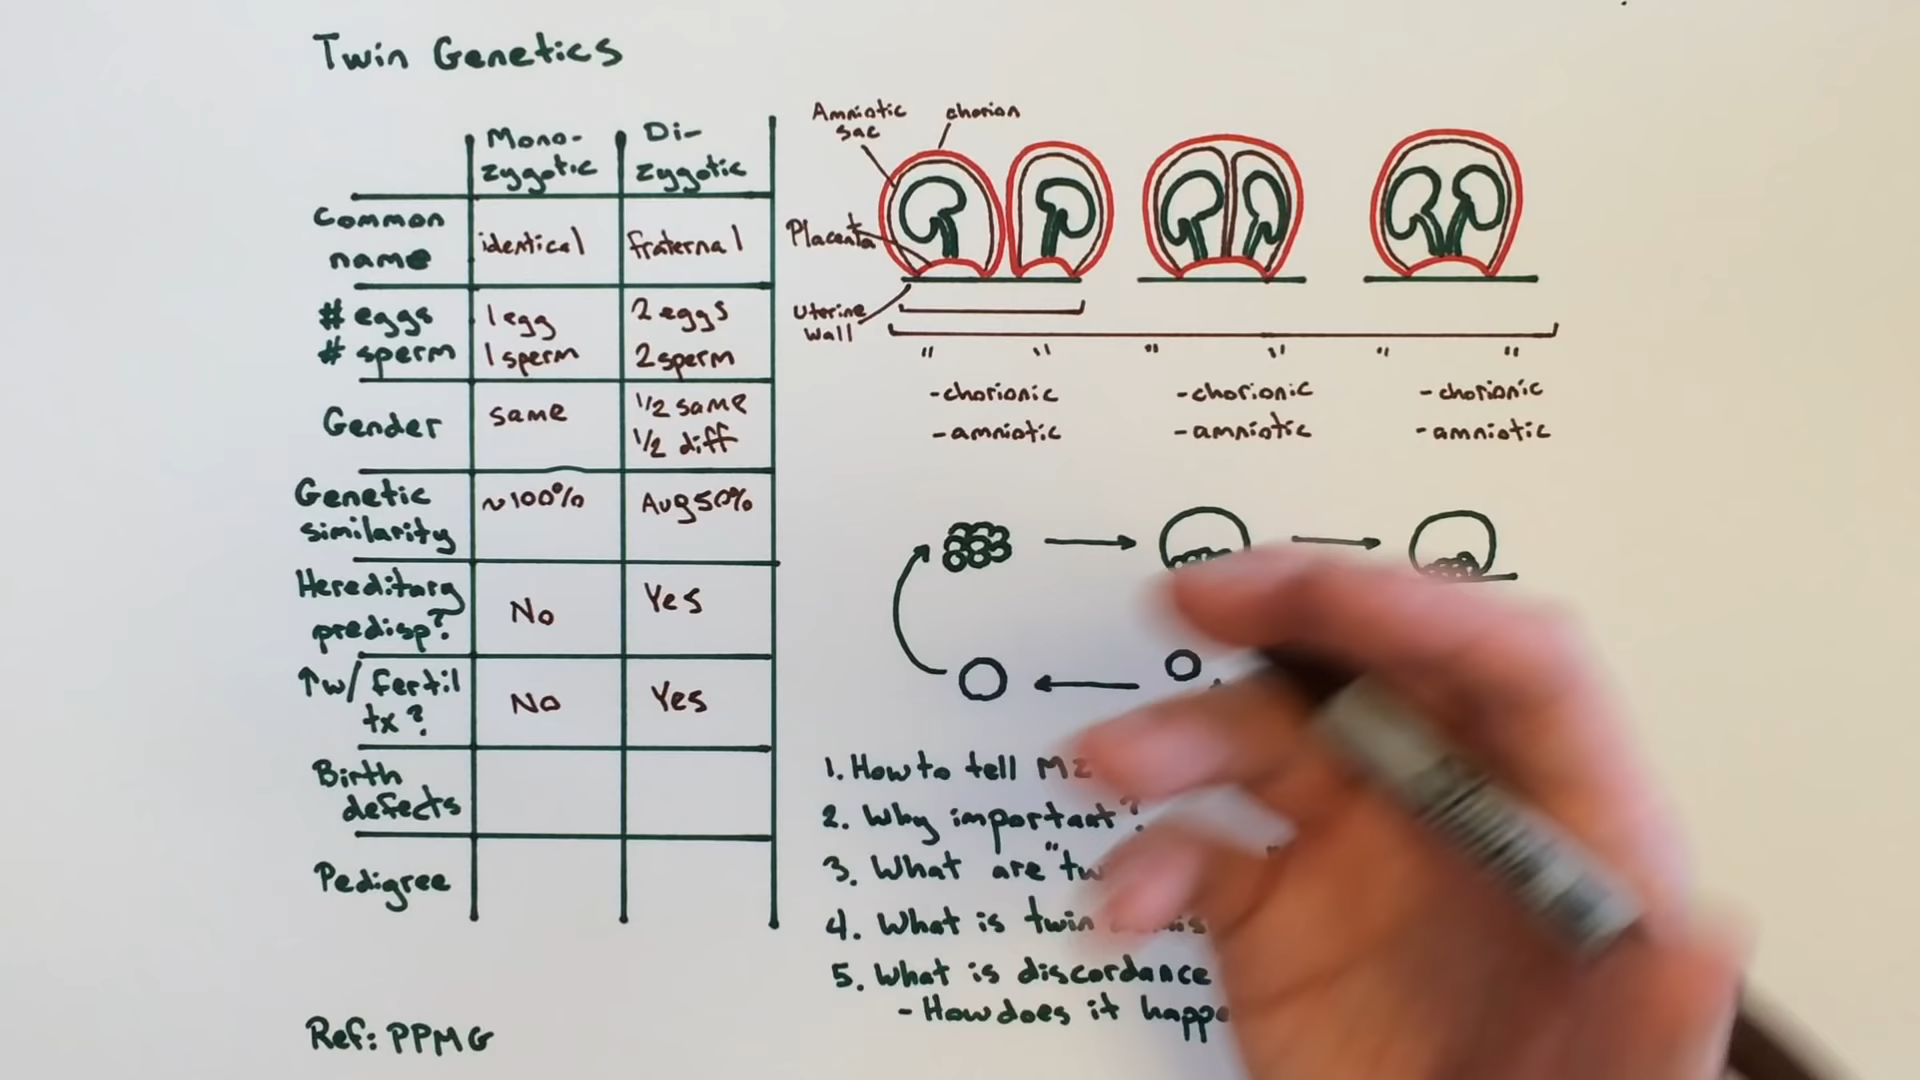 Twin Genetics
Mono-
zygotic
Di-
zygotic
Common
name
identical
fraternal
# eggs
# sperm
1 egg
1 sperm
2 eggs
2 sperm
Gender
same
1/2 same
1/2 diff
Genetic
similarity
~100%
Avg 50%
Hereditary
predisp?
No
Yes
↑w/ fertil
tx?
No
Yes
Birth
defects
Pedigree
Ref: PPMG
Amniotic
sac
chorion
Placenta
Uterine
wall
" " " " " "
-chorionic
-amniotic
-chorionic
-amniotic
-chorionic
-amniotic
1. How to tell MZ
2. Why important?
3. What are "tw
4. What is twin
5. What is discordance
- How does it happe